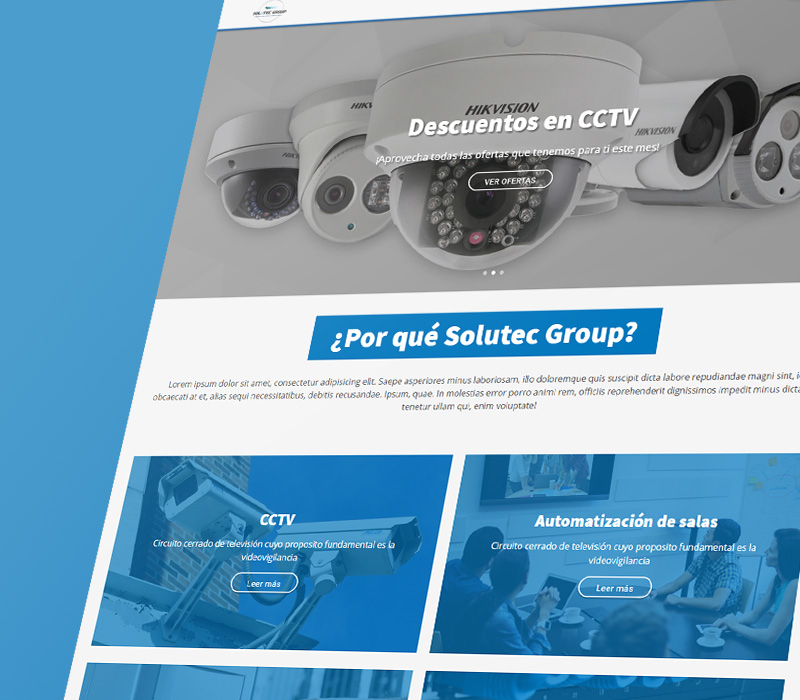 SOLUTEC GROUP
HIKVISION
HIKVISION
Descuentos en CCTV
¡Aprovecha todas las ofertas que tenemos para ti este mes!
VER OFERTAS
¿Por qué Solutec Group?
Lorem ipsum dolor sit amet, consectetur adipisicing elit. Saepe asperiores minus laboriosam, illo doloremque quis suscipit dicta labore repudiandae magni sint,
obcaecati at et, alias sequi necessitatibus, debitis recusandae. Ipsum, quae. In molestias error porro animi rem, officiis reprehenderit dignissimos impedit minus
tenetur ullam qui, enim voluptate!
CCTV
Circuito cerrado de televisión cuyo proposito fundamental es la
videovigilancia
Leer más
Automatización de salas
Circuito cerrado de televisión cuyo proposito fundamental es la
videovigilancia
Leer más